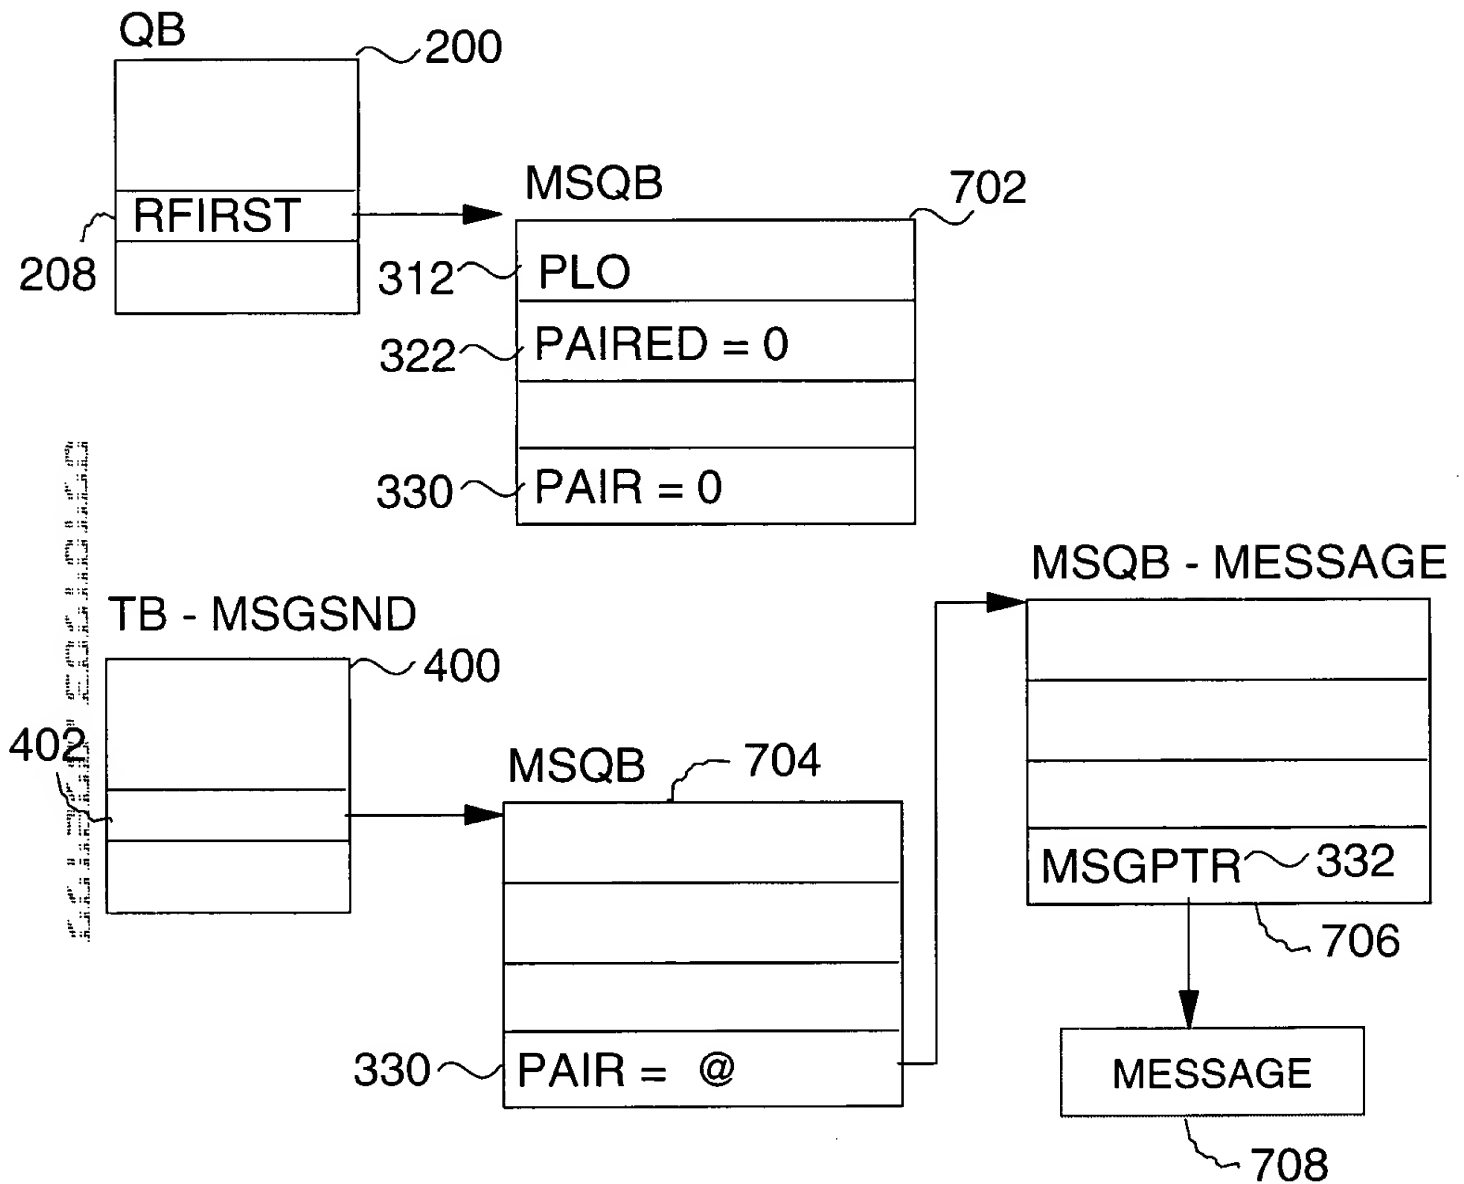 QB
200
RFIRST
208
MSQB
702
312
PLO
322
PAIRED = 0
330
PAIR = 0
TB - MSGSND
400
402
MSQB
704
330
PAIR = @
MSQB - MESSAGE
MSGPTR
332
706
MESSAGE
708